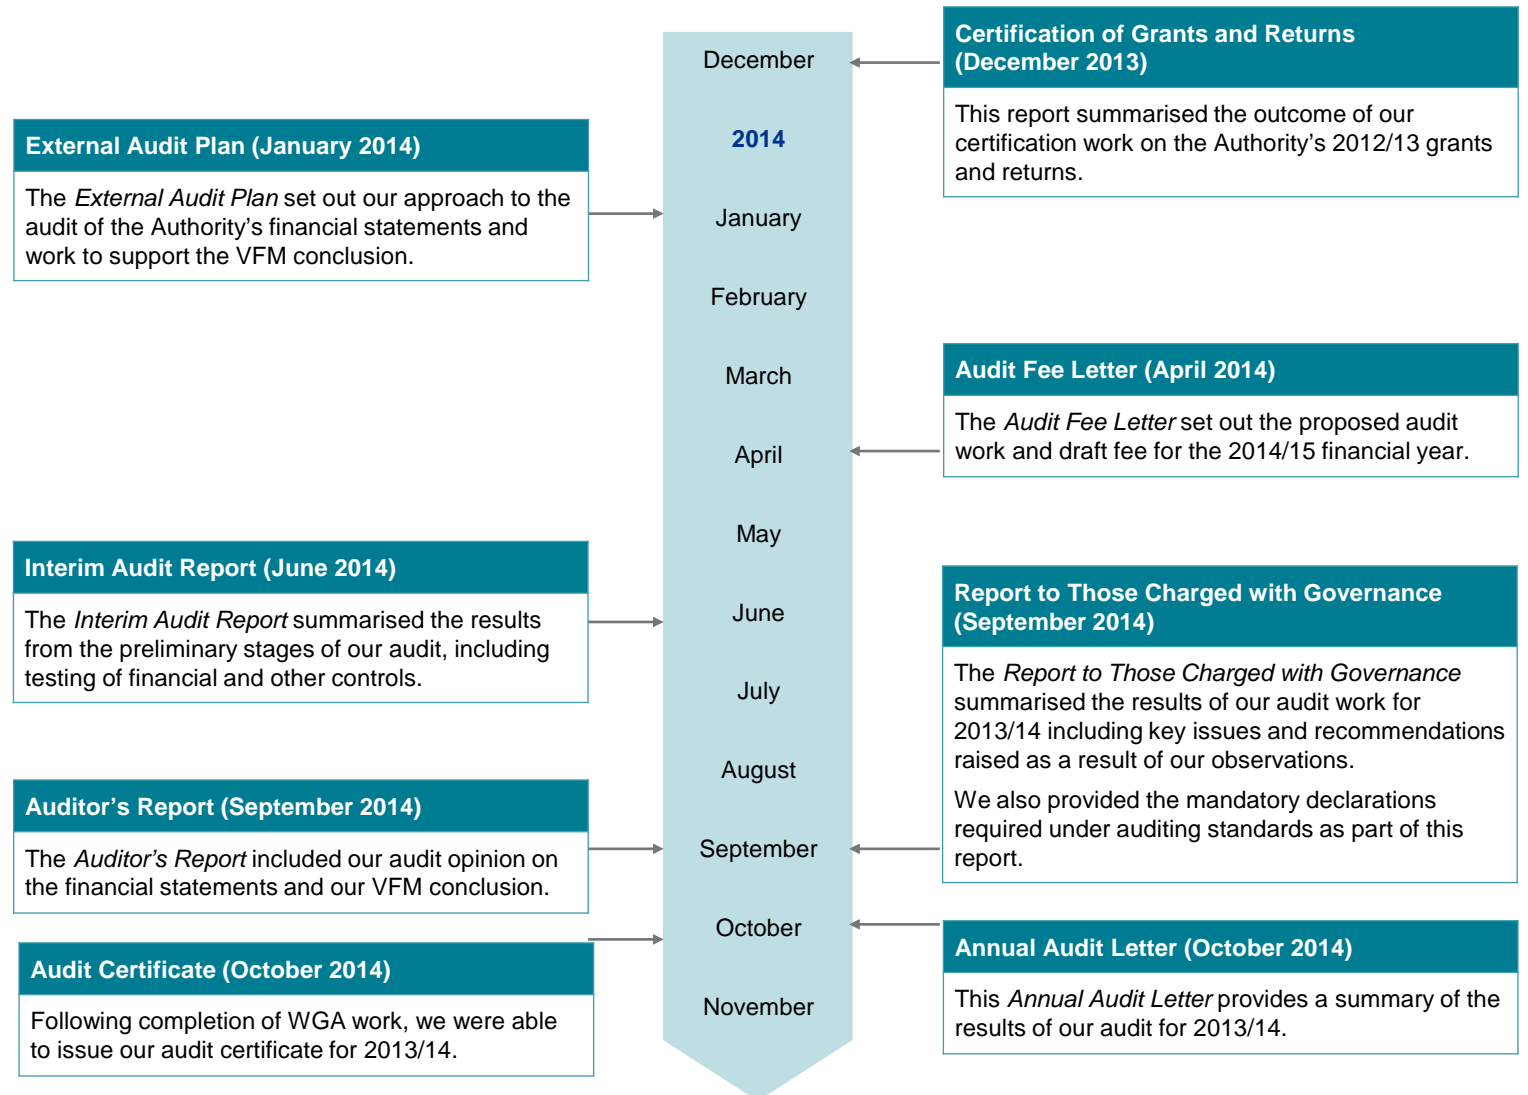 December
2014
January
February
March
April
May
June
July
August
September
October
November
External Audit Plan (January 2014)
The External Audit Plan set out our approach to the
audit of the Authority’s financial statements and
work to support the VFM conclusion.
Interim Audit Report (June 2014)
The Interim Audit Report summarised the results
from the preliminary stages of our audit, including
testing of financial and other controls.
Auditor’s Report (September 2014)
The Auditor’s Report included our audit opinion on
the financial statements and our VFM conclusion.
Audit Certificate (October 2014)
Following completion of WGA work, we were able
to issue our audit certificate for 2013/14.
Certification of Grants and Returns
(December 2013)
This report summarised the outcome of our
certification work on the Authority’s 2012/13 grants
and returns.
Audit Fee Letter (April 2014)
The Audit Fee Letter set out the proposed audit
work and draft fee for the 2014/15 financial year.
Report to Those Charged with Governance
(September 2014)
The Report to Those Charged with Governance
summarised the results of our audit work for
2013/14 including key issues and recommendations
raised as a result of our observations.
We also provided the mandatory declarations
required under auditing standards as part of this
report.
Annual Audit Letter (October 2014)
This Annual Audit Letter provides a summary of the
results of our audit for 2013/14.